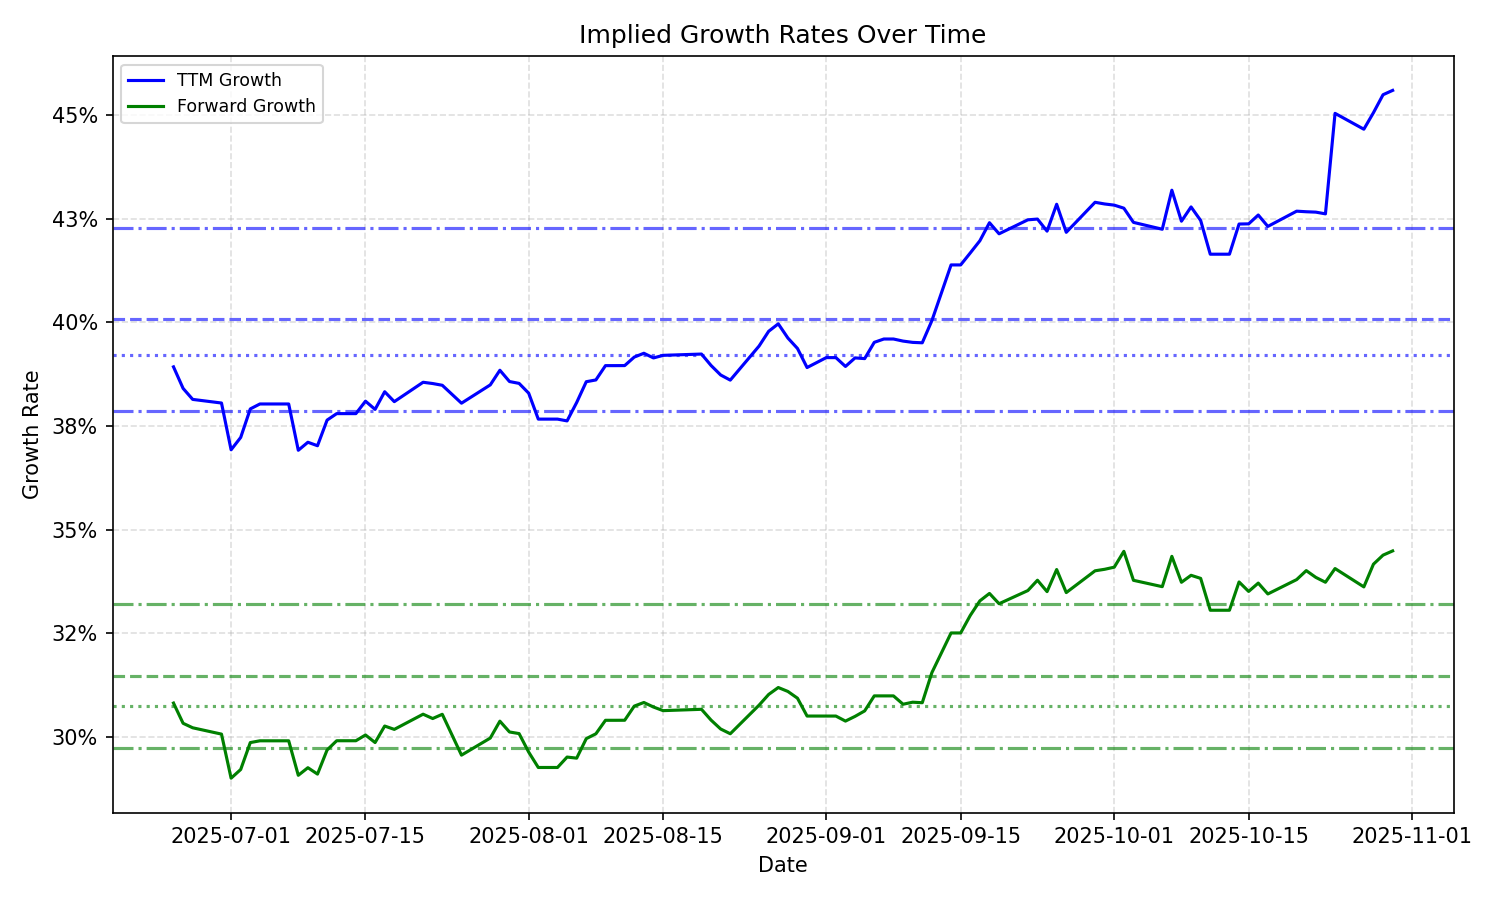 Implied Growth Rates Over Time
TTM Growth
Forward Growth
45%
43%
40%
38%
35%
32%
30%
Growth Rate
2025-07-01 2025-07-15 2025-08-01 2025-08-15 2025-09-01 2025-09-15 2025-10-01 2025-10-15 2025-11-01
Date